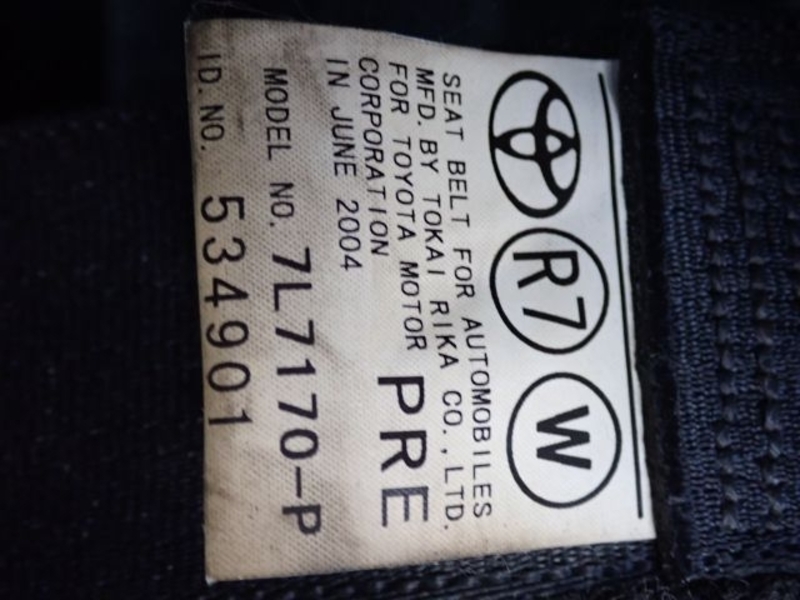 R7 W
SEAT BELT FOR AUTOMOBILES
MFD. BY TOKAI RIKA CO.,LTD.
FOR TOYOTA MOTOR
CORPORATION
PRE
IN JUNE 2004
MODEL NO. 7L7170-P
ID. NO. 534901